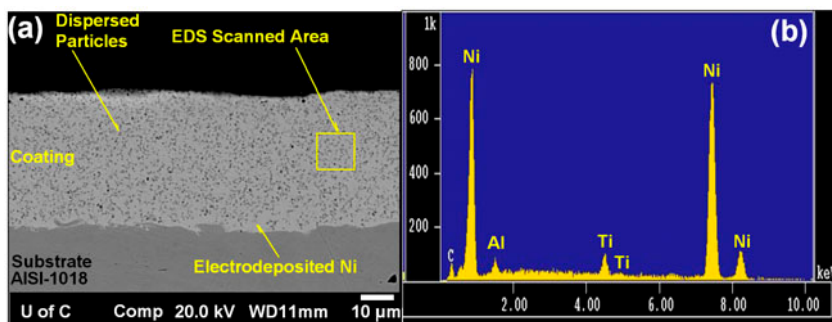 (a)
Dispersed
Particles
EDS Scanned Area
Coating
Electrodeposited Ni
Substrate
AISI-1018
U of C Comp 20.0 kV WD11mm 10 μm
(b)
1k
800
600
400
200
Ni
Ni
C
Al
Ti
Ti
Ni
2.00 4.00 6.00 8.00 10.00